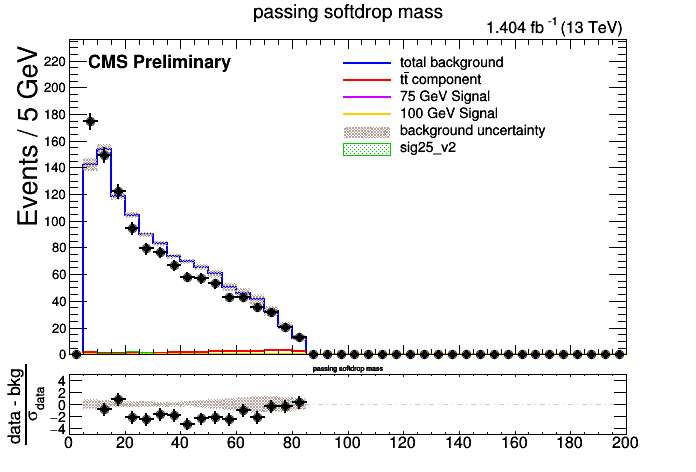 passing softdrop mass
1.404 fb⁻¹ (13 TeV)
CMS Preliminary
total background
tt̄ component
75 GeV Signal
100 GeV Signal
background uncertainty
sig25_v2
Events / 5 GeV
220
200
180
160
140
120
100
80
60
40
20
0
passing softdrop mass
data - bkg
σ_data
4
2
0
−2
−4
0 20 40 60 80 100 120 140 160 180 200